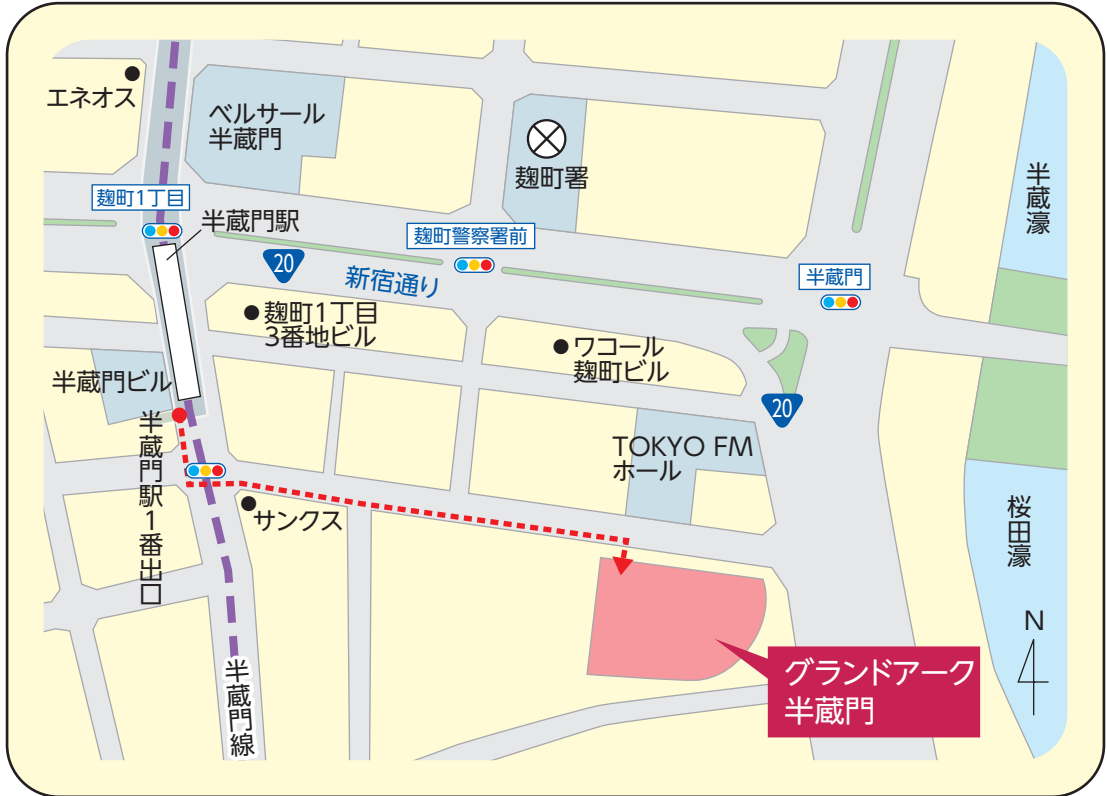 エネオス
ベルサール
半蔵門
麹町署
半蔵濠
麹町1丁目
半蔵門駅
麹町警察署前
20
新宿通り
半蔵門
麹町1丁目
3番地ビル
ワコール
麹町ビル
半蔵門ビル
20
半蔵門駅1番出口
TOKYO FM
ホール
サンクス
桜田濠
N
半蔵門線
グランドアーク
半蔵門